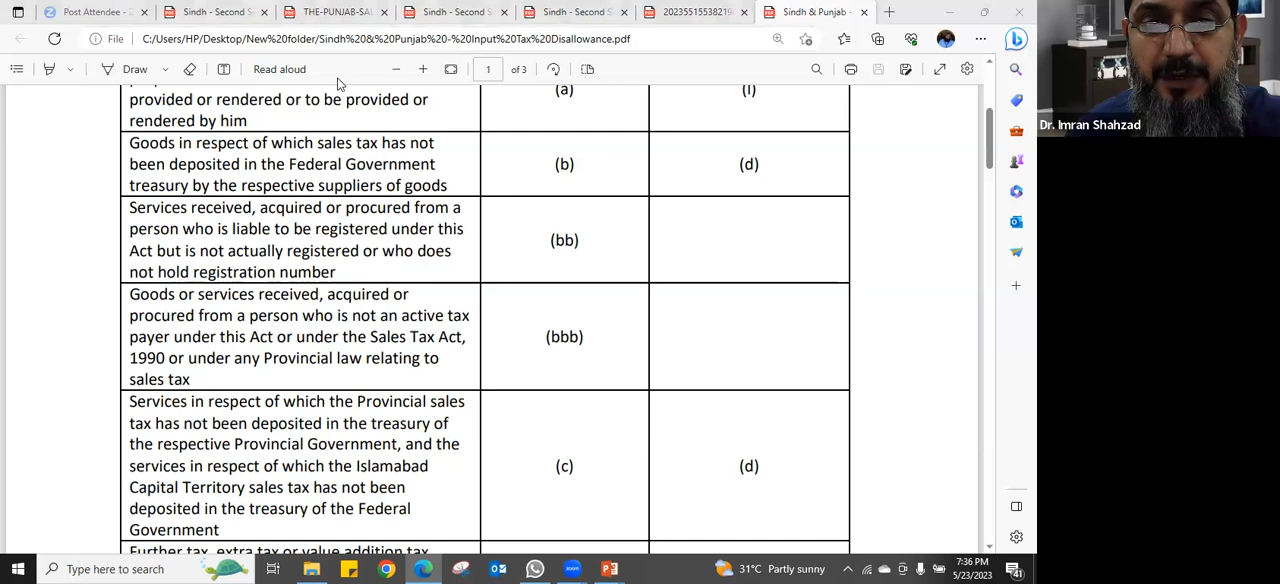 Post Attendee - Z
Sindh - Second S
THE-PUNJAB-SAL
Sindh - Second S
Sindh - Second S
2023551553821
Sindh & Punjab -
File
C:/Users/HP/Desktop/New%20folder/Sindh%20&%20Punjab%20-%20Input%20Tax%20Disallowance.pdf
Draw
Read aloud
1
of 3
provided or rendered or to be provided or
rendered by him
(a)
Goods in respect of which sales tax has not
been deposited in the Federal Government
treasury by the respective suppliers of goods
(b)
(d)
Services received, acquired or procured from a
person who is liable to be registered under this
Act but is not actually registered or who does
not hold registration number
(bb)
Goods or services received, acquired or
procured from a person who is not an active tax
payer under this Act or under the Sales Tax Act,
1990 or under any Provincial law relating to
sales tax
(bbb)
Services in respect of which the Provincial sales
tax has not been deposited in the treasury of
the respective Provincial Government, and the
services in respect of which the Islamabad
Capital Territory sales tax has not been
deposited in the treasury of the Federal
Government
(c)
(d)
Further tax, extra tax or value addition tax
Dr. Imran Shahzad
Type here to search
31°C Partly sunny
7:36 PM
5/23/2023
41